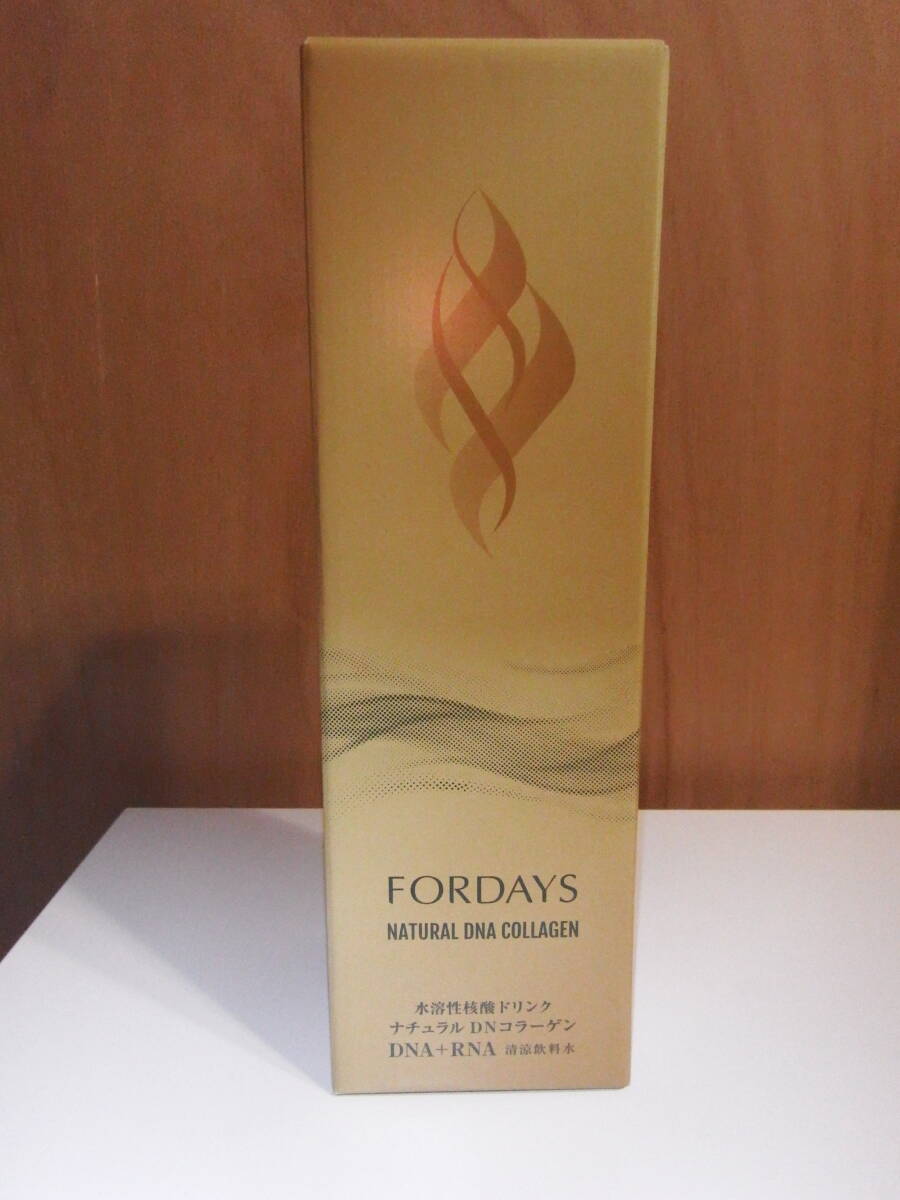 FORDAYS
NATURAL DNA COLLAGEN
水溶性核酸ドリンク
ナチュラル DNコラーゲン
DNA+RNA 清涼飲料水